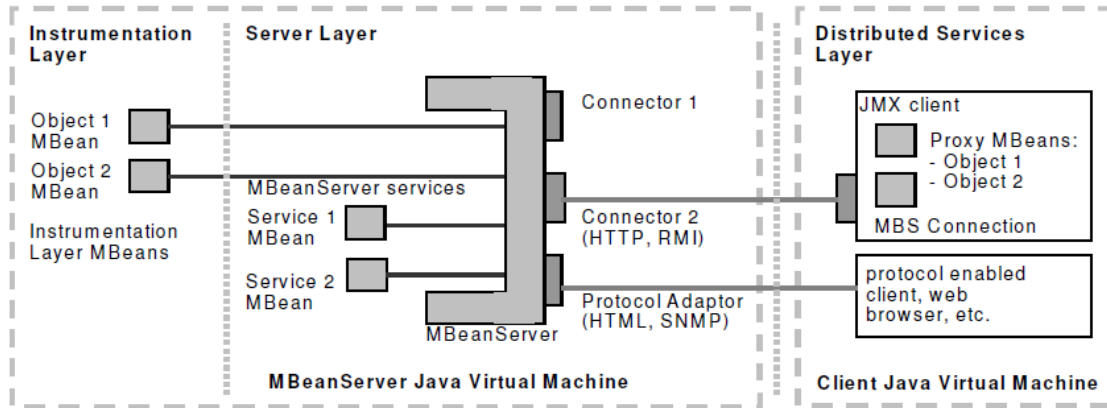 Instrumentation
Layer
Object 1
MBean
Object 2
MBean
Instrumentation
Layer MBeans
Server Layer
MBeanServer services
Service 1
MBean
Service 2
MBean
MBeanServer
Connector 1
Connector 2
(HTTP, RMI)
Protocol Adaptor
(HTML, SNMP)
MBeanServer Java Virtual Machine
Distributed Services
Layer
JMX client
Proxy MBeans:
- Object 1
- Object 2
MBS Connection
protocol enabled
client, web
browser, etc.
Client Java Virtual Machine